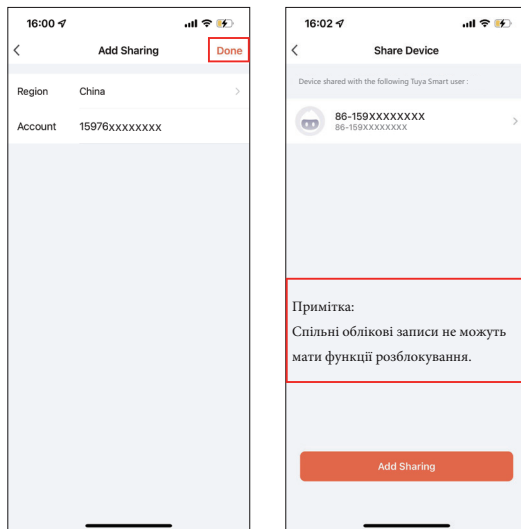 16:00
Add Sharing
Done
Region
China
Account
15976xxxxxxxx
16:02
Share Device
Device shared with the following Tuya Smart user :
86-159XXXXXXXX
86-159XXXXXXXX
Примітка:
Спільні облікові записи не можуть
мати функції розблокування.
Add Sharing